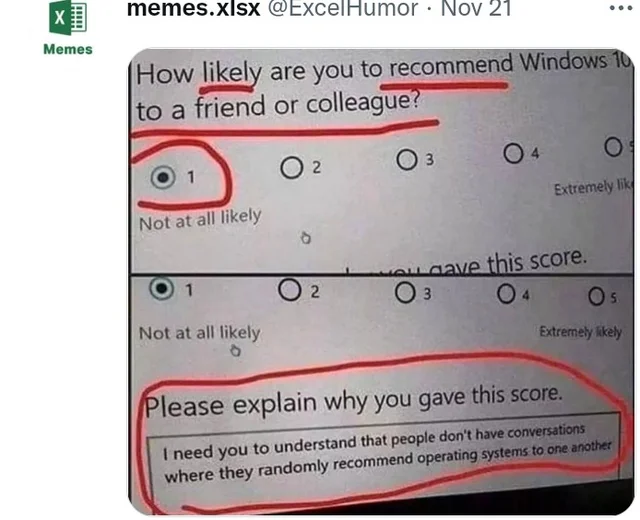 memes.xlsx @ExcelHumor · Nov 21
X
Memes
How likely are you to recommend Windows 10
to a friend or colleague?
1 2 3 4 5
Extremely like
Not at all likely
you gave this score.
1 2 3 4 5
Not at all likely Extremely likely
Please explain why you gave this score.
I need you to understand that people don't have conversations
where they randomly recommend operating systems to one another